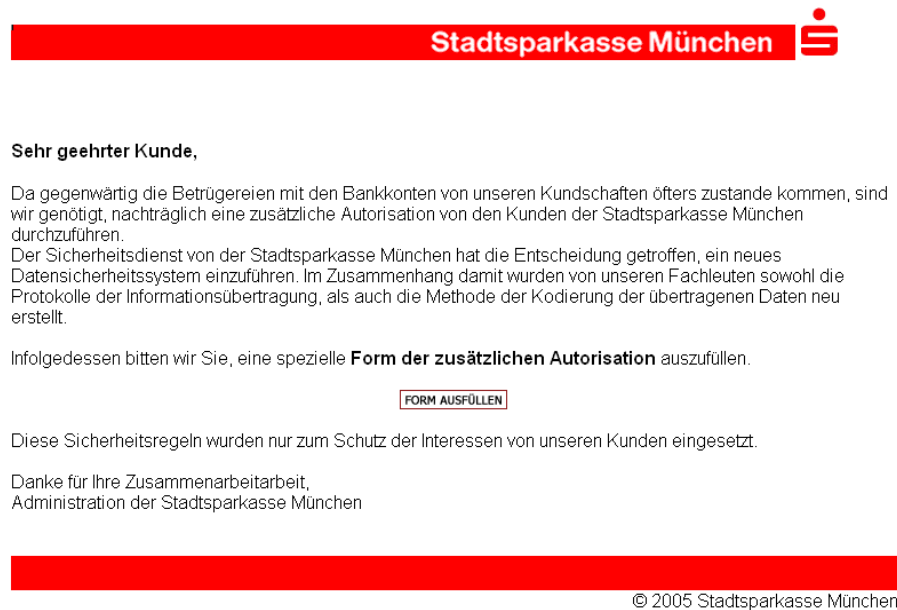 Stadtsparkasse München
Sehr geehrter Kunde,
Da gegenwärtig die Betrügereien mit den Bankkonten von unseren Kundschaften öfters zustande kommen, sind
wir genötigt, nachträglich eine zusätzliche Autorisation von den Kunden der Stadtsparkasse München
durchzuführen.
Der Sicherheitsdienst von der Stadtsparkasse München hat die Entscheidung getroffen, ein neues
Datensicherheitssystem einzuführen. Im Zusammenhang damit wurden von unseren Fachleuten sowohl die
Protokolle der Informationsübertragung, als auch die Methode der Kodierung der übertragenen Daten neu
erstellt.
Infolgedessen bitten wir Sie, eine spezielle Form der zusätzlichen Autorisation auszufüllen.
FORM AUSFÜLLEN
Diese Sicherheitsregeln wurden nur zum Schutz der Interessen von unseren Kunden eingesetzt.
Danke für Ihre Zusammenarbeitarbeit,
Administration der Stadtsparkasse München
© 2005 Stadtsparkasse München